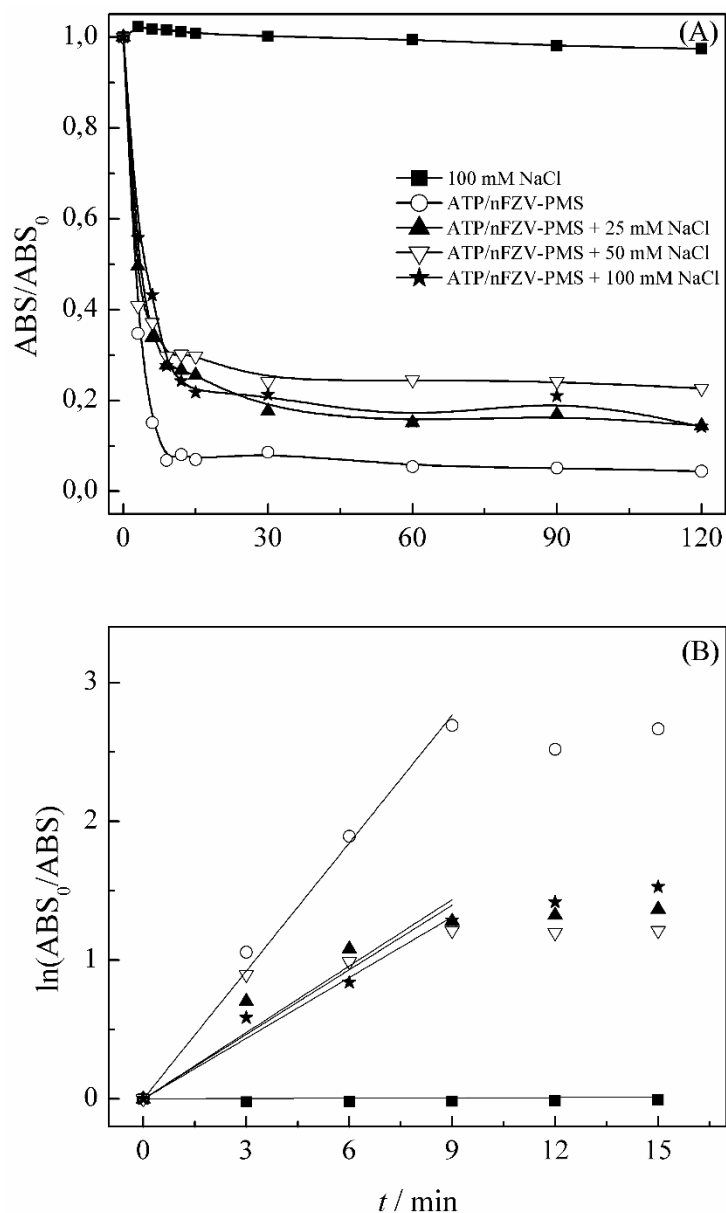 (A)
1,0
0,8
0,6
0,4
0,2
0,0
ABS/ABS₀
100 mM NaCl
ATP/nFZV-PMS
ATP/nFZV-PMS + 25 mM NaCl
ATP/nFZV-PMS + 50 mM NaCl
ATP/nFZV-PMS + 100 mM NaCl
0 30 60 90 120
(B)
3
2
1
0
ln(ABS₀/ABS)
0 3 6 9 12 15
t / min